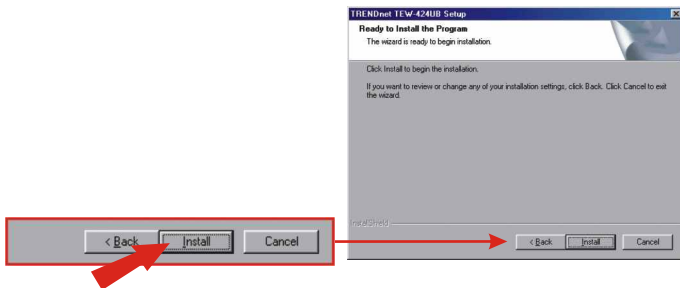 TRENDnet TEW-424UB Setup
Ready to Install the Program
The wizard is ready to begin installation.
Click Install to begin the installation.
If you want to review or change any of your installation settings, click Back. Click Cancel to exit
the wizard.
InstallShield
< Back Install Cancel
< Back Install Cancel